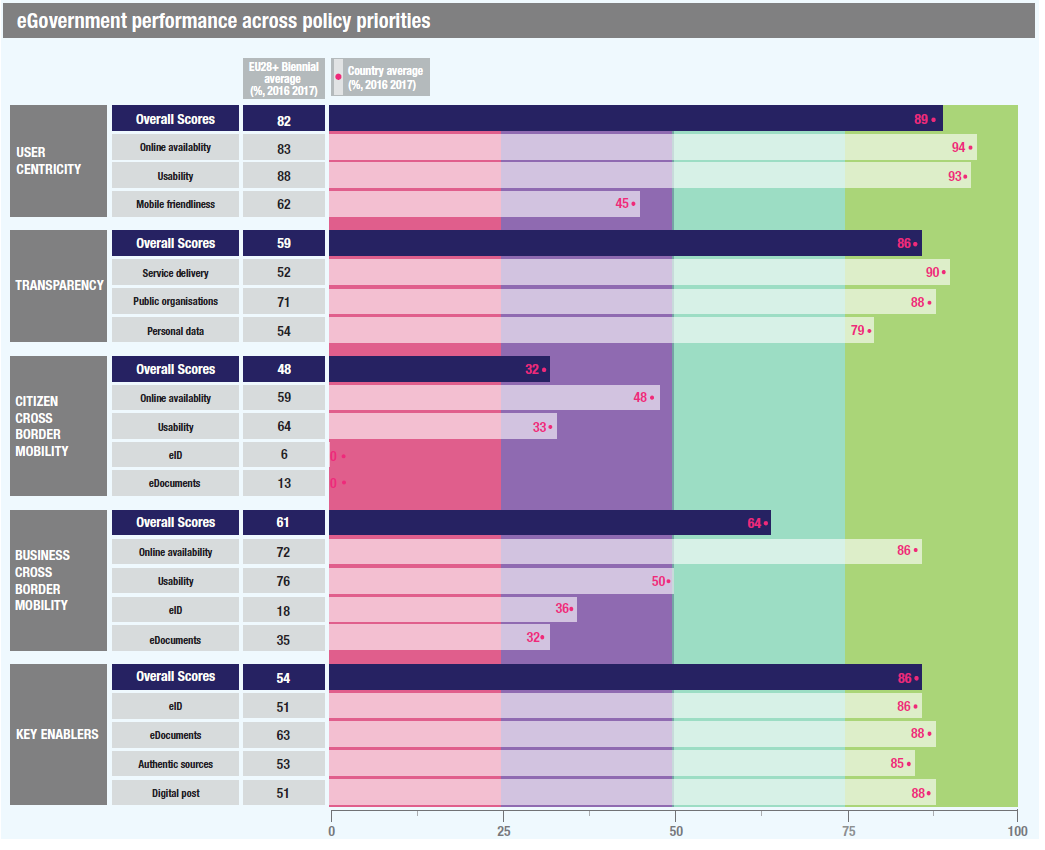 eGovernment performance across policy priorities
EU28+ Biennial
average
(%, 2016 2017)
Country average
(%, 2016 2017)
USER
CENTRICITY
Overall Scores 82 89
Online availablity 83 94
Usability 88 93
Mobile friendliness 62 45
TRANSPARENCY
Overall Scores 59 86
Service delivery 52 90
Public organisations 71 88
Personal data 54 79
CITIZEN
CROSS
BORDER
MOBILITY
Overall Scores 48 32
Online availablity 59 48
Usability 64 33
eID 6 0
eDocuments 13 0
BUSINESS
CROSS
BORDER
MOBILITY
Overall Scores 61 64
Online availability 72 86
Usability 76 50
eID 18 36
eDocuments 35 32
KEY ENABLERS
Overall Scores 54 86
eID 51 86
eDocuments 63 88
Authentic sources 53 85
Digital post 51 88
0 25 50 75 100